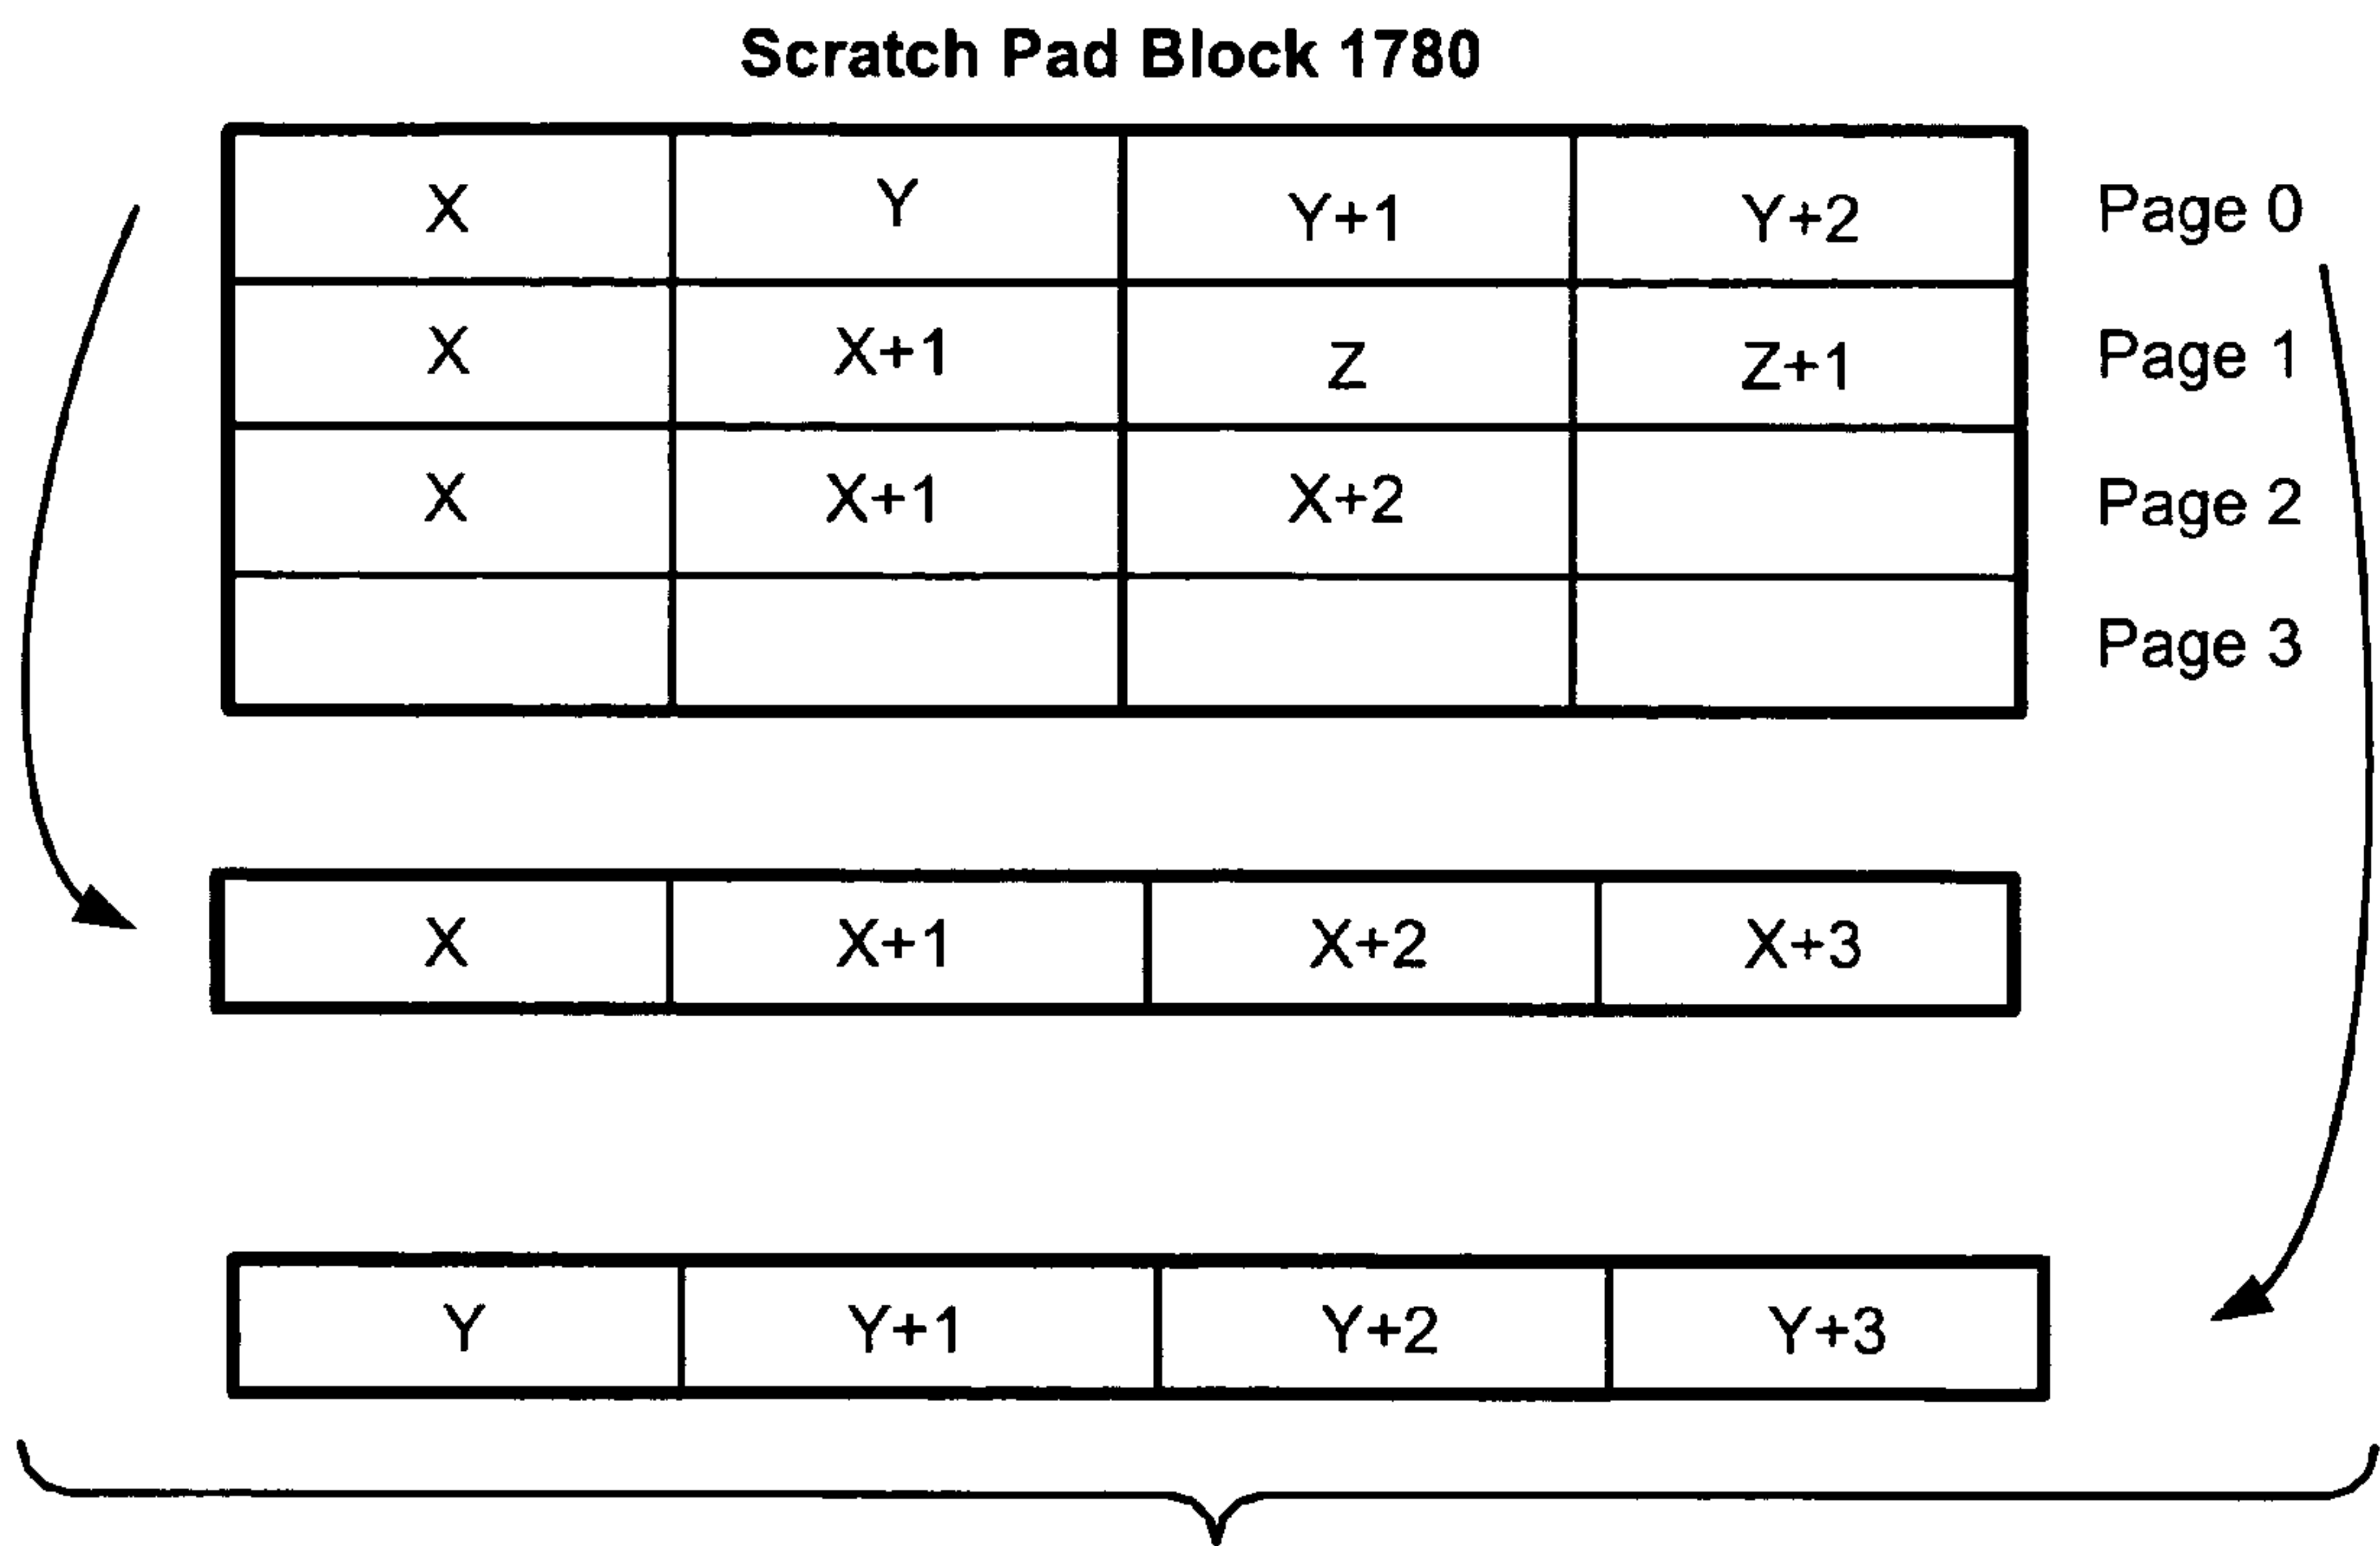 Scratch Pad Block 1780
X Y Y+1 Y+2 Page 0
X X+1 Z Z+1 Page 1
X X+1 X+2 Page 2
Page 3
X X+1 X+2 X+3
Y Y+1 Y+2 Y+3